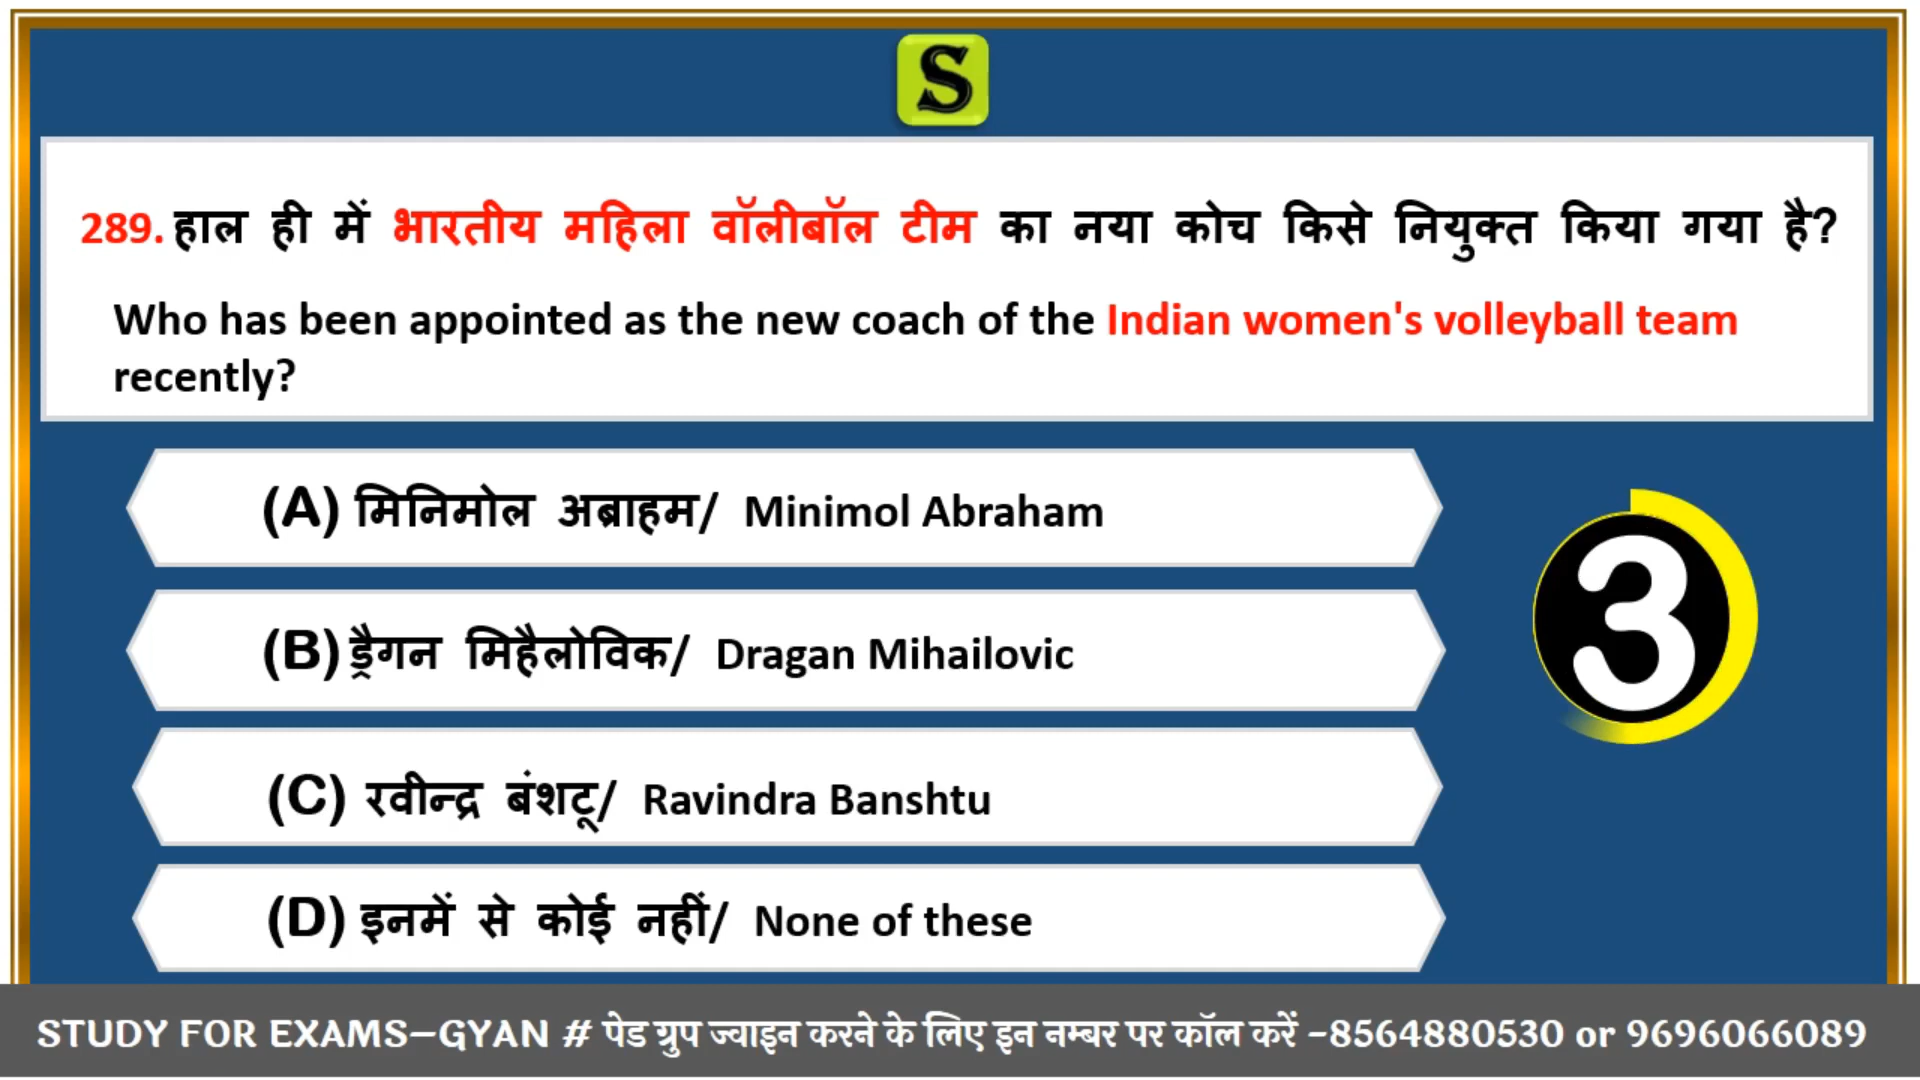 S
289. हाल ही में भारतीय महिला वॉलीबॉल टीम का नया कोच किसे नियुक्त किया गया है?
Who has been appointed as the new coach of the Indian women's volleyball team
recently?
(A) मिनिमोल अब्राहम/ Minimol Abraham
(B) ड्रैगन मिहैलोविक/ Dragan Mihailovic
3
(C) रवीन्द्र बंशटू/ Ravindra Banshtu
(D) इनमें से कोई नहीं/ None of these
STUDY FOR EXAMS–GYAN # पेड ग्रुप ज्वाइन करने के लिए इन नम्बर पर कॉल करें -8564880530 or 9696066089